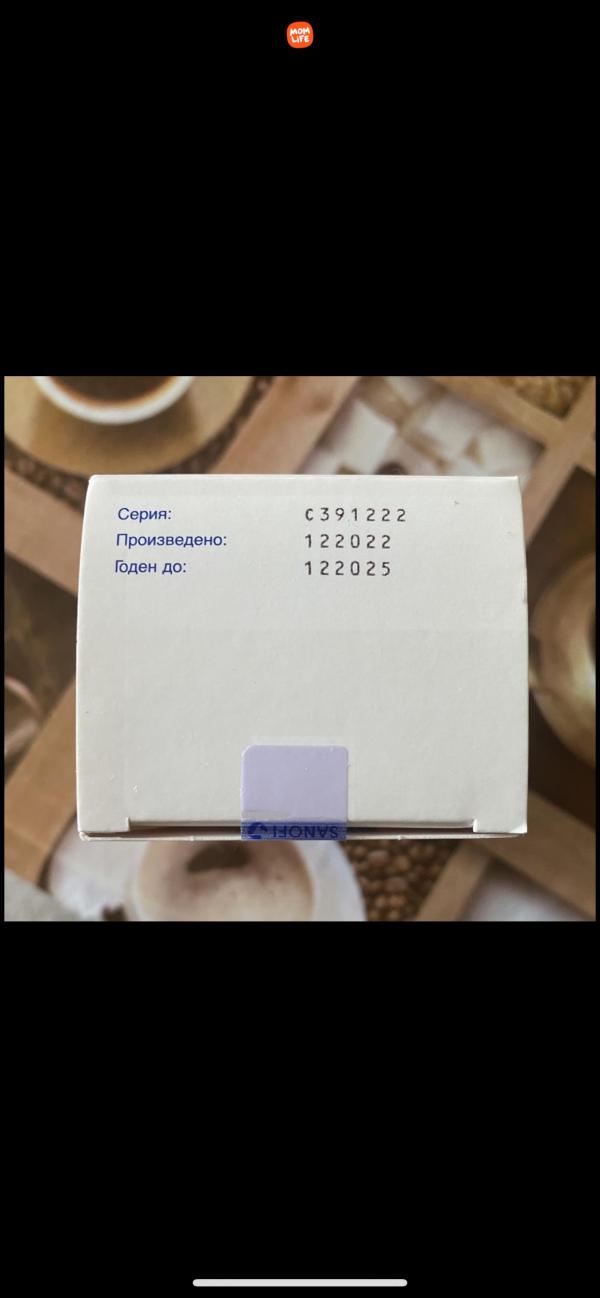 MOM
LIFE
Серия: C391222
Произведено: 122022
Годен до: 122025
SANOFI